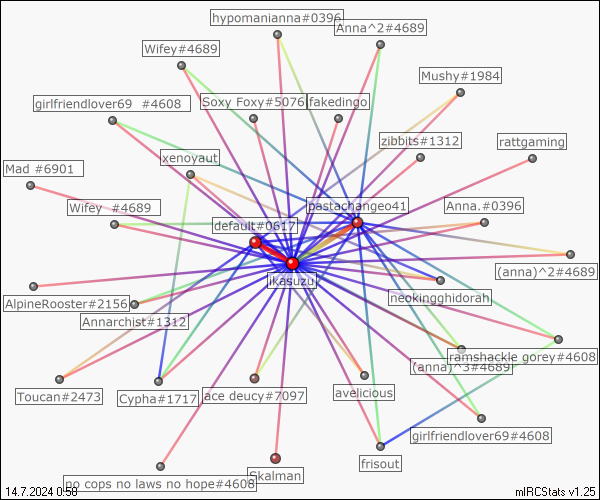 hypomanianna#0396
Anna^2#4689
Wifey#4689
Mushy#1984
girlfriendlover69 #4608
Soxy Foxy#5076
fakedingo
zibbits#1312
rattgaming
xenoyaut
Mad #6901
pastachangeo41
Wifey #4689
Anna.#0396
default#0617
(anna)^2#4689
iKasuzu
neokingghidorah
AlpineRooster#2156
Annarchist#1312
ramshackle gorey#4608
(anna)^3#4689
Toucan#2473
Cypha#1717
ace deucy#7097
avelicious
girlfriendlover69#4608
frisout
Skalman
no cops no laws no hope#4608
14.7.2024 0:58
mIRCStats v1.25